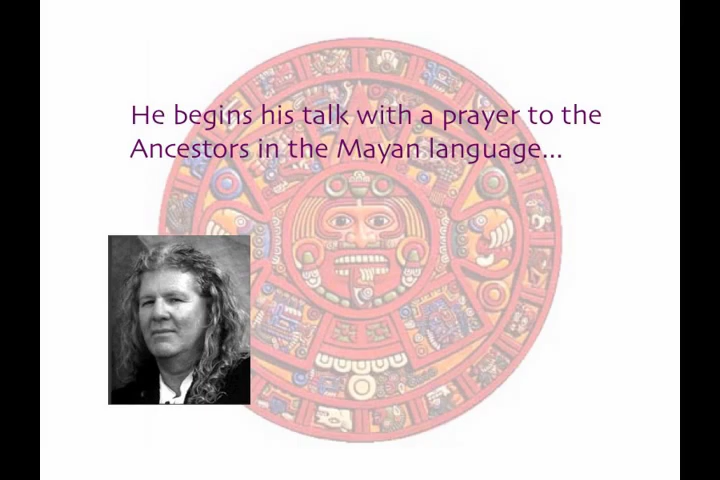 He begins his talk with a prayer to the
Ancestors in the Mayan language...